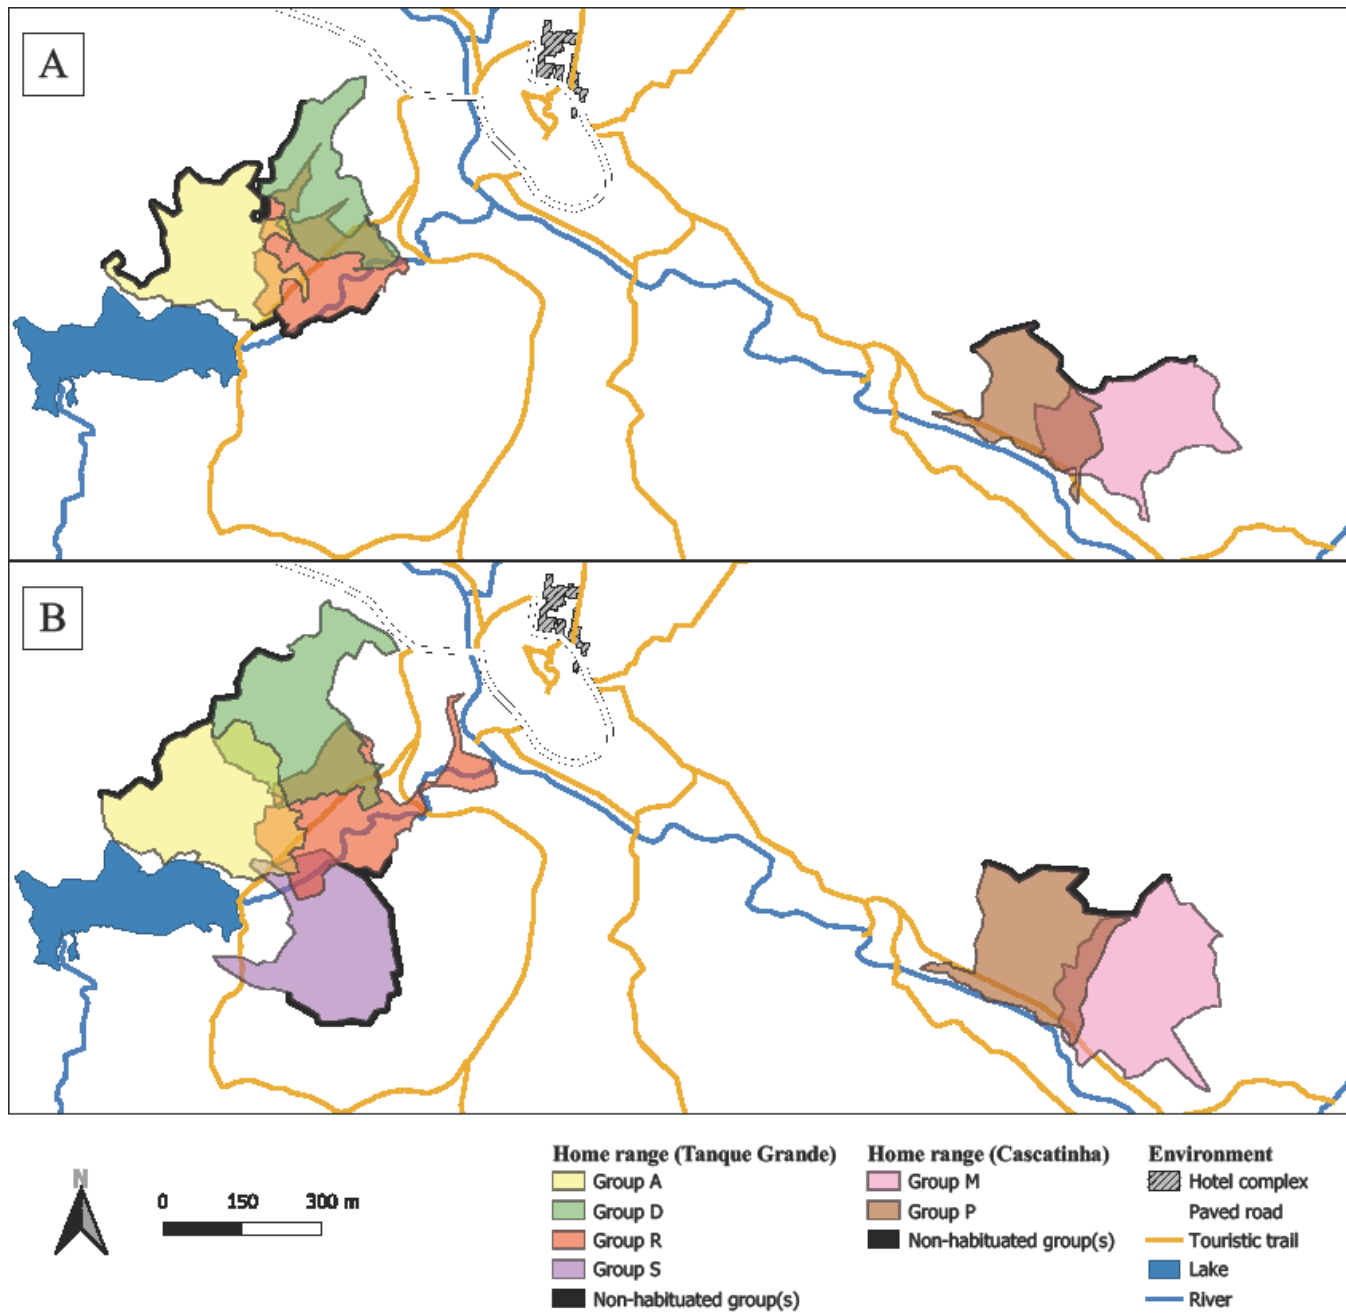 A
B
N
0 150 300 m
Home range (Tanque Grande)
Group A
Group D
Group R
Group S
Non-habituated group(s)
Home range (Cascatinha)
Group M
Group P
Non-habituated group(s)
Environment
Hotel complex
Paved road
Touristic trail
Lake
River